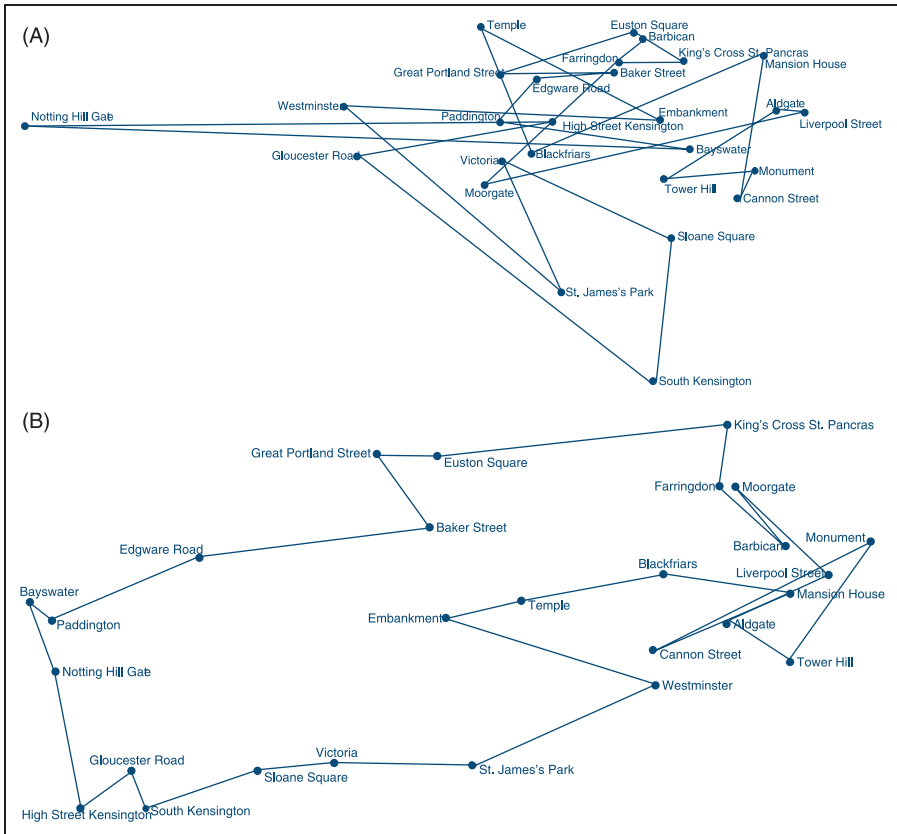 (A)
Temple
Euston Square
Barbican
Farringdon
King's Cross St. Pancras
Mansion House
Great Portland Street
Baker Street
Edgware Road
Westminster
Notting Hill Gate
Paddington
High Street Kensington
Embankment
Aldgate
Liverpool Street
Gloucester Road
Victoria
Blackfriars
Bayswater
Moorgate
Tower Hill
Monument
Cannon Street
Sloane Square
St. James's Park
South Kensington
(B)
King's Cross St. Pancras
Great Portland Street
Euston Square
Farringdon
Moorgate
Baker Street
Edgware Road
Barbican
Monument
Blackfriars
Liverpool Street
Bayswater
Mansion House
Paddington
Embankment
Temple
Aldgate
Cannon Street
Tower Hill
Notting Hill Gate
Westminster
Gloucester Road
Victoria
Sloane Square
St. James's Park
High Street Kensington
South Kensington